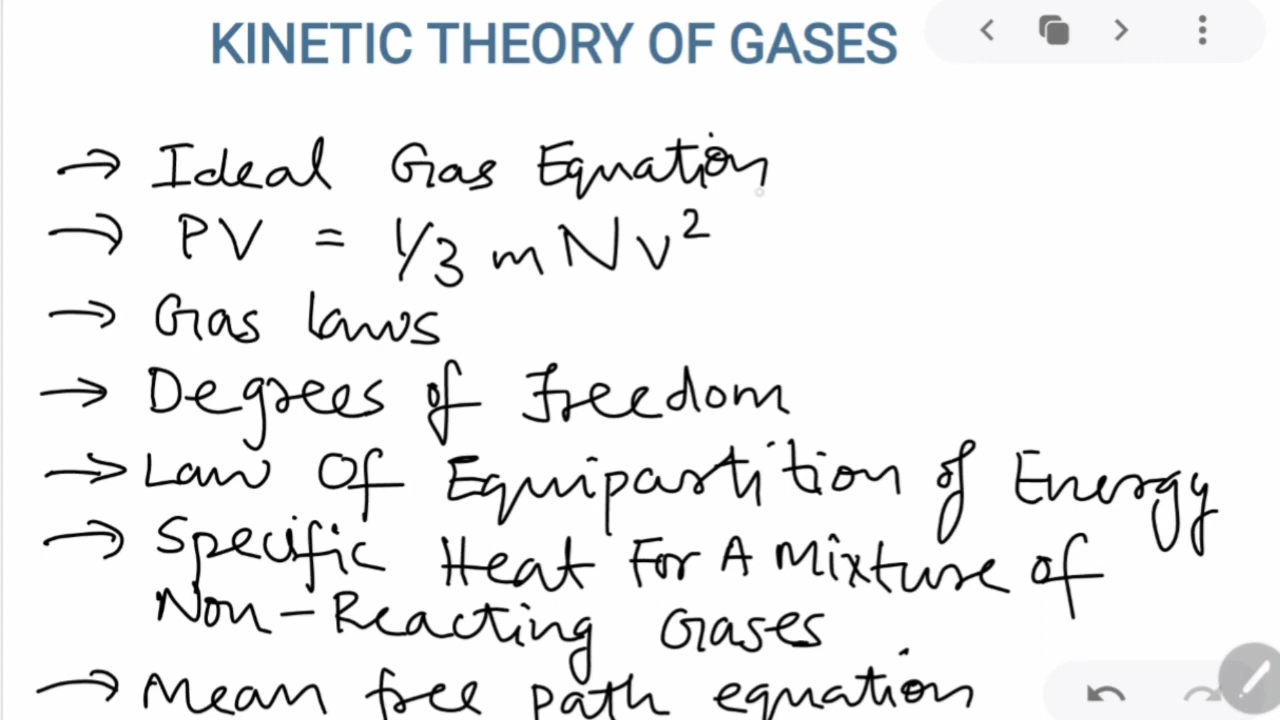 KINETIC THEORY OF GASES
→ Ideal Gas Equation
→ PV = 1/3 m N v²
→ Gas laws
→ Degrees of freedom
→ Law Of Equipartition of Energy
→ Specific Heat For A Mixture of
Non-Reacting Gases
→ Mean free path equation